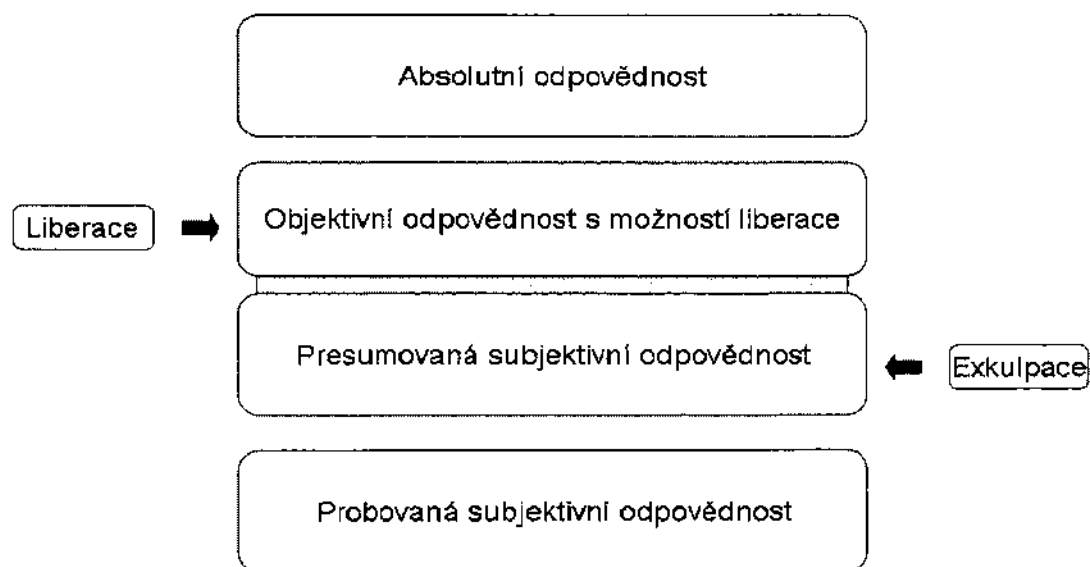 Absolutní odpovědnost
Liberace
Objektivní odpovědnost s možností liberace
Presumovaná subjektivní odpovědnost
Exkulpace
Probovaná subjektivní odpovědnost